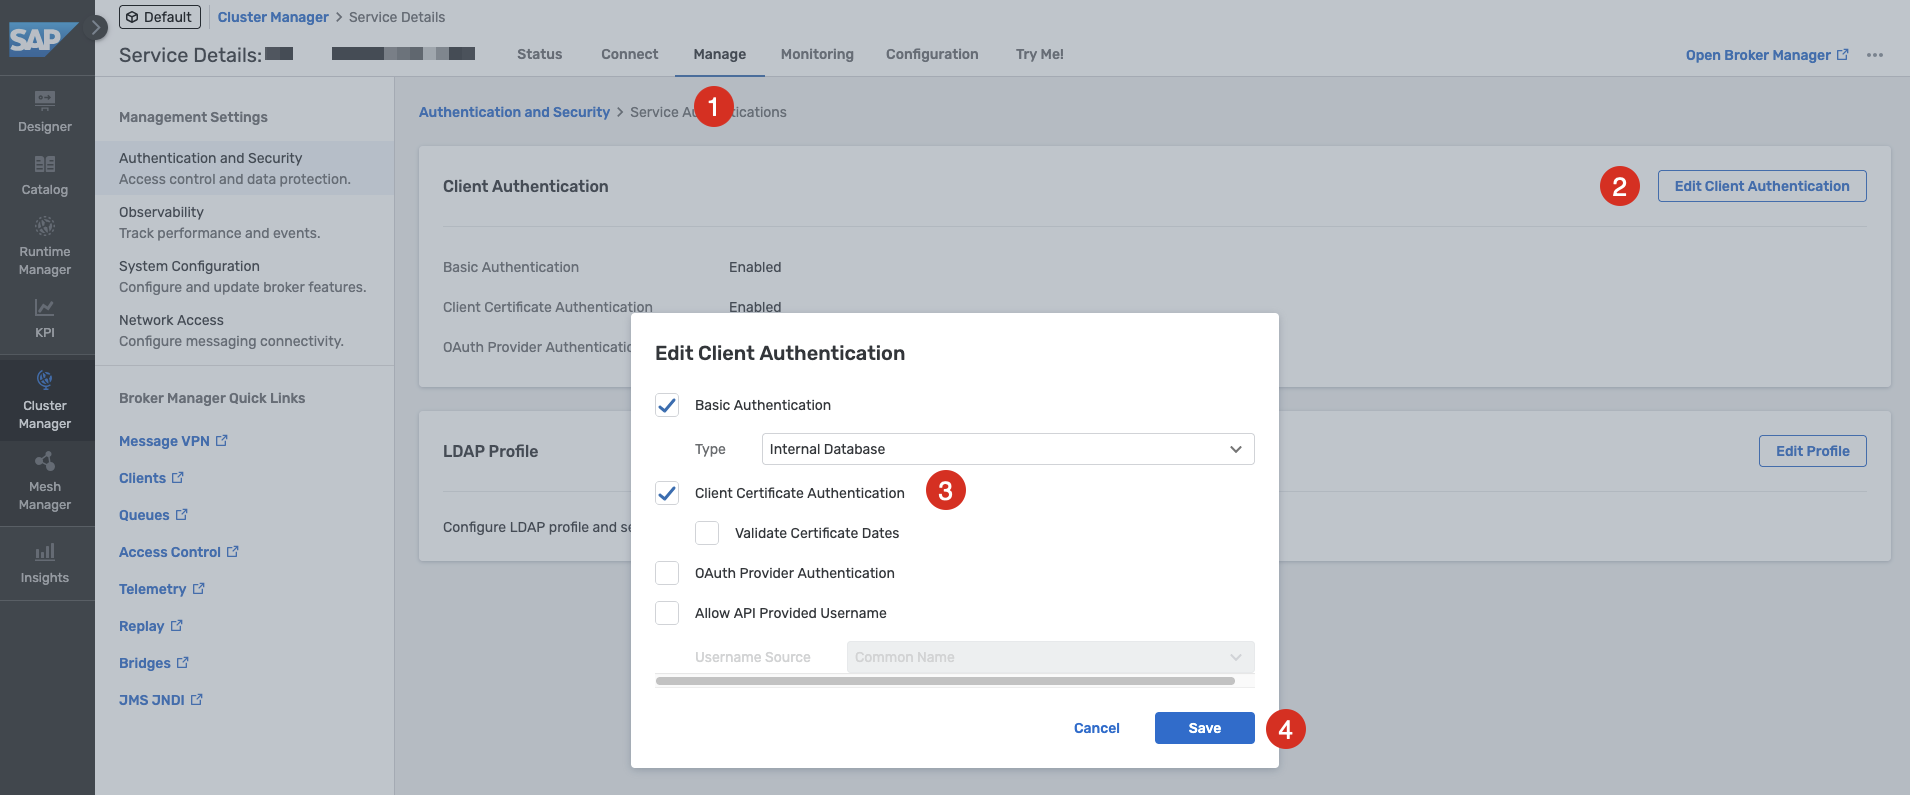 Default
Cluster Manager > Service Details
SAP
Service Details:
Status
Connect
Manage
Monitoring
Configuration
Try Me!
Open Broker Manager
Designer
Catalog
Runtime
Manager
KPI
Cluster
Manager
Mesh
Manager
Insights
Management Settings
Authentication and Security
Access control and data protection.
Observability
Track performance and events.
System Configuration
Configure and update broker features.
Network Access
Configure messaging connectivity.
Broker Manager Quick Links
Message VPN
Clients
Queues
Access Control
Telemetry
Replay
Bridges
JMS JNDI
1
Authentication and Security > Service
Client Authentication
2
Edit Client Authentication
Basic Authentication Enabled
Client Certificate Authentication Enabled
OAuth Provider
LDAP Profile
Edit Profile
Configure LDAP profile and
Edit Client Authentication
Basic Authentication
Type Internal Database
Client Certificate Authentication
3
Validate Certificate Dates
OAuth Provider Authentication
Allow API Provided Username
Username Source Common Name
Cancel
Save
4